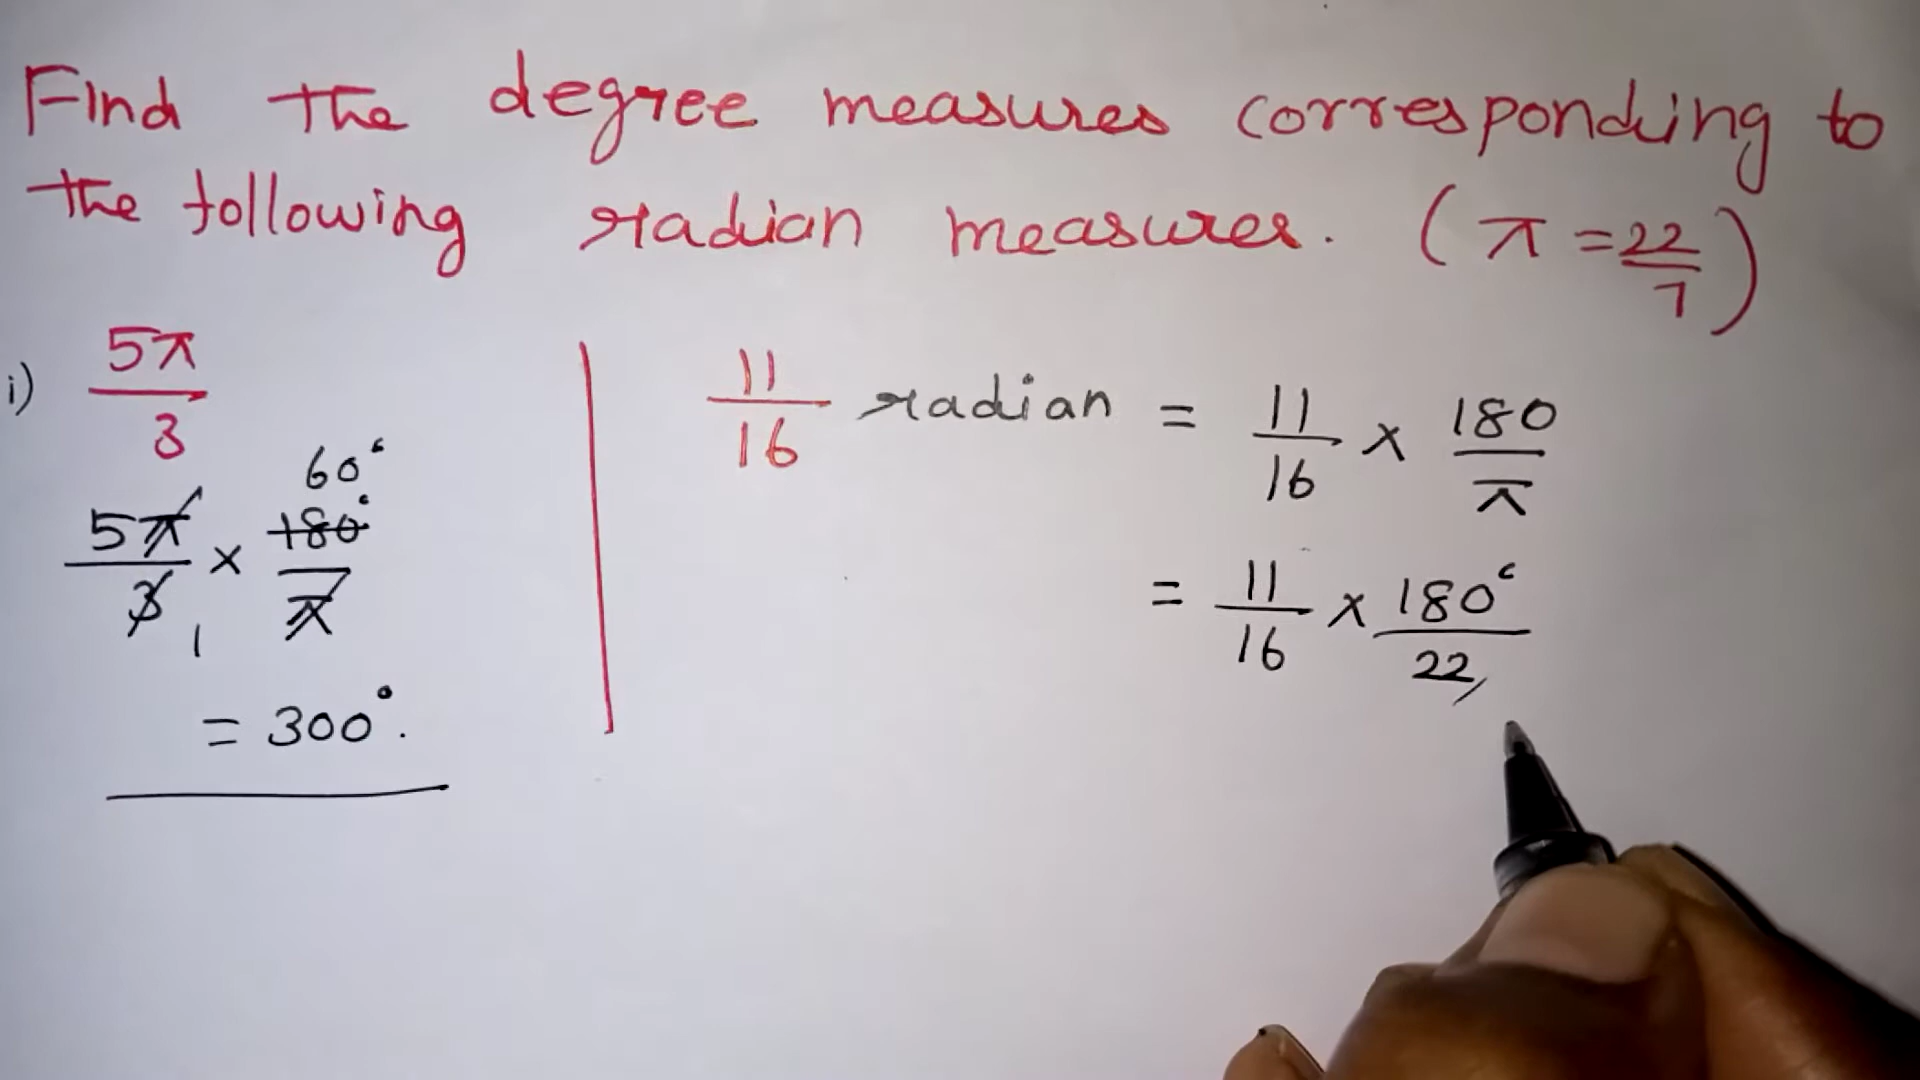 Find the degree measures corresponding to
the following radian measures. (π = 22/7)
i) 5π/3
60°
5π/3 × 180°/π
1
= 300°.
11/16 radian = 11/16 × 180/π
= 11/16 × 180°/22/